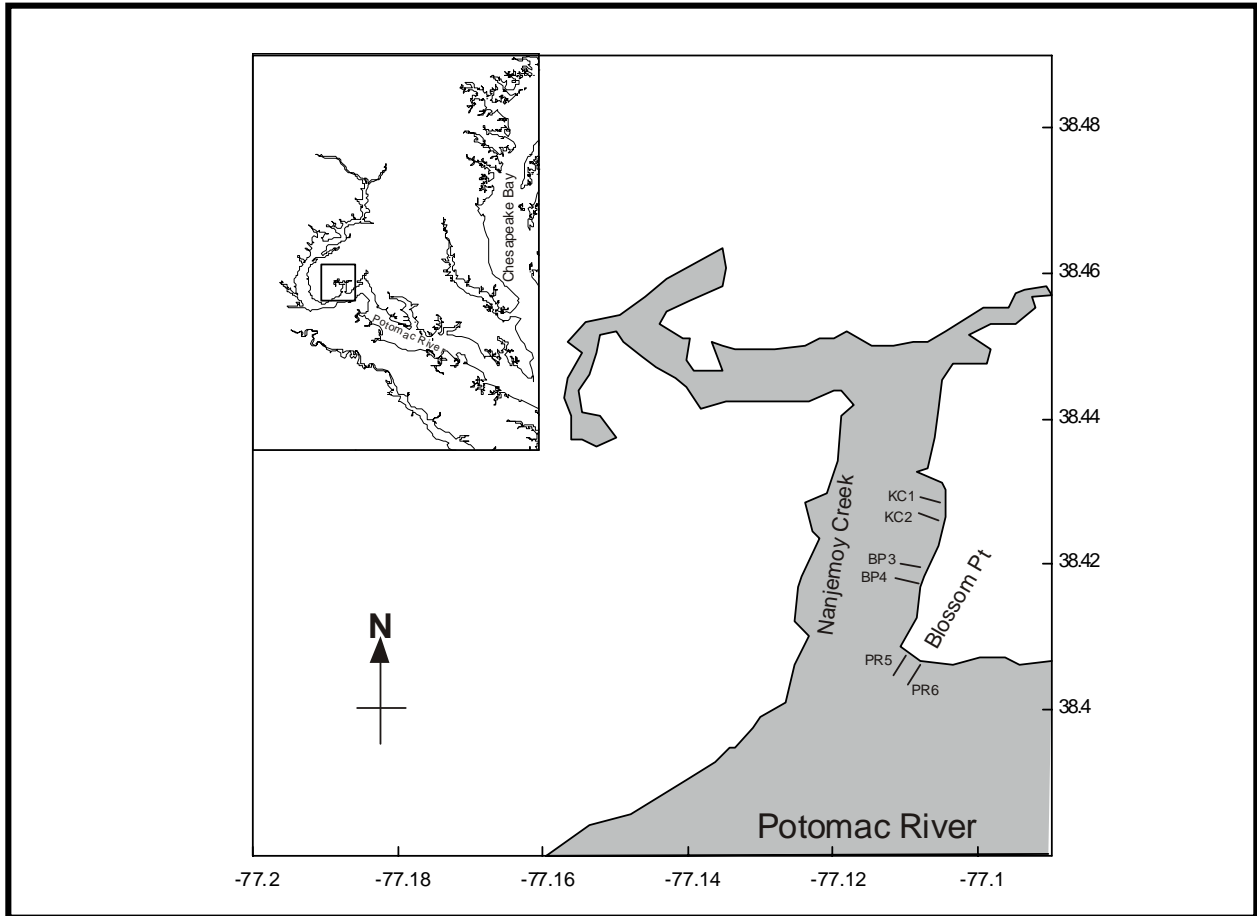 38.48
Chesapeake Bay
38.46
Potomac River
38.44
KC1
KC2
Nanjemoy Creek
BP3
38.42
BP4
Blossom Pt
N
PR5
PR6
38.4
Potomac River
-77.2
-77.18
-77.16
-77.14
-77.12
-77.1